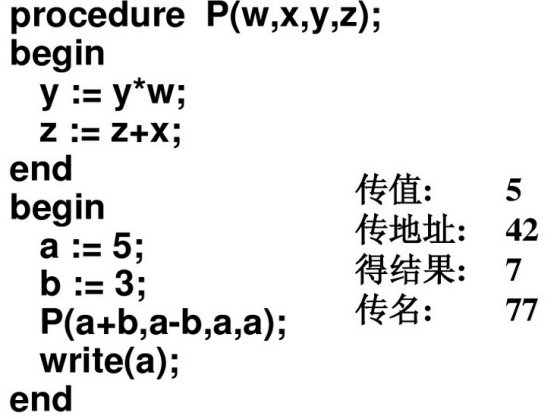 procedure P(w,x,y,z);
begin
y := y*w;
z := z+x;
end
begin
a := 5;
b := 3;
P(a+b,a-b,a,a);
write(a);
end
传值: 5
传地址: 42
得结果: 7
传名: 77